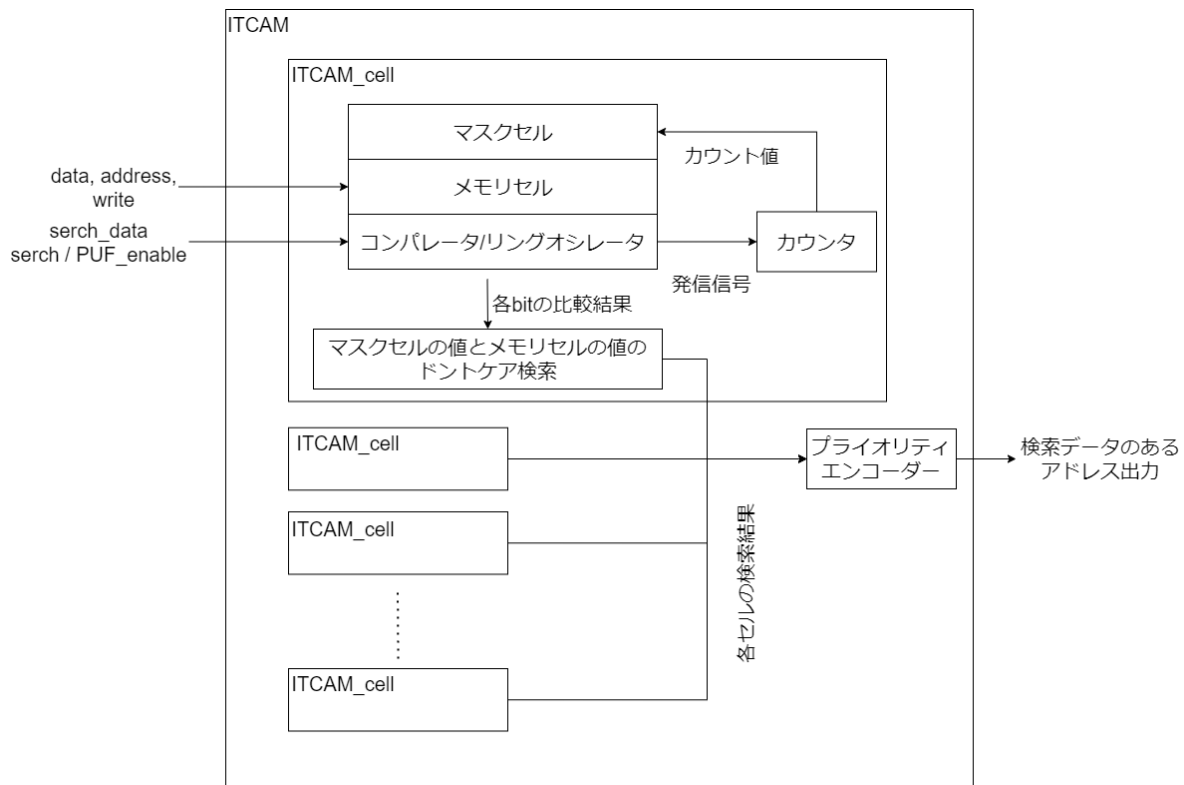 ITCAM
ITCAM_cell
マスクセル
カウント値
data, address,
write
メモリセル
serch_data
serch / PUF_enable
コンパレータ/リングオシレータ
カウンタ
発信信号
各bitの比較結果
マスクセルの値とメモリセルの値の
ドントケア検索
ITCAM_cell
プライオリティ
エンコーダー
検索データのある
アドレス出力
ITCAM_cell
各セルの検索結果
ITCAM_cell